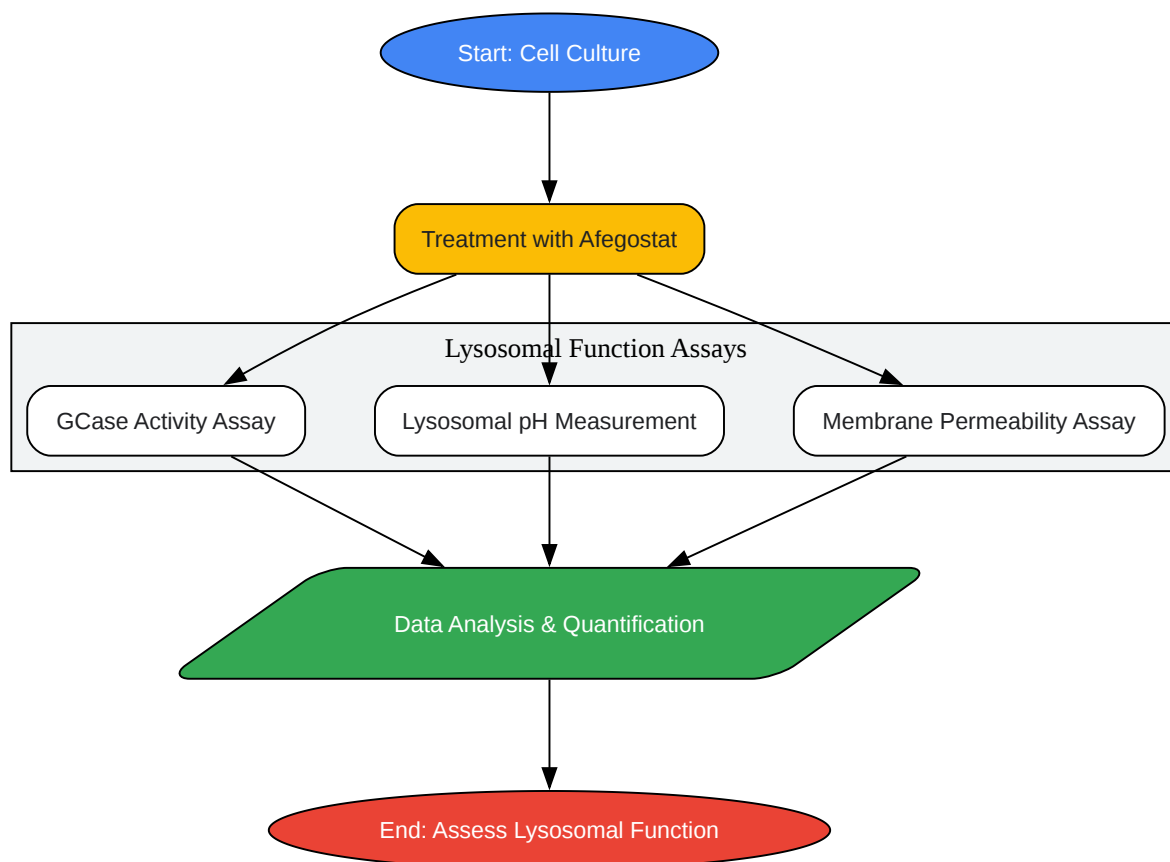 Start: Cell Culture
Treatment with Afegostat
Lysosomal Function Assays
GCase Activity Assay
Lysosomal pH Measurement
Membrane Permeability Assay
Data Analysis & Quantification
End: Assess Lysosomal Function